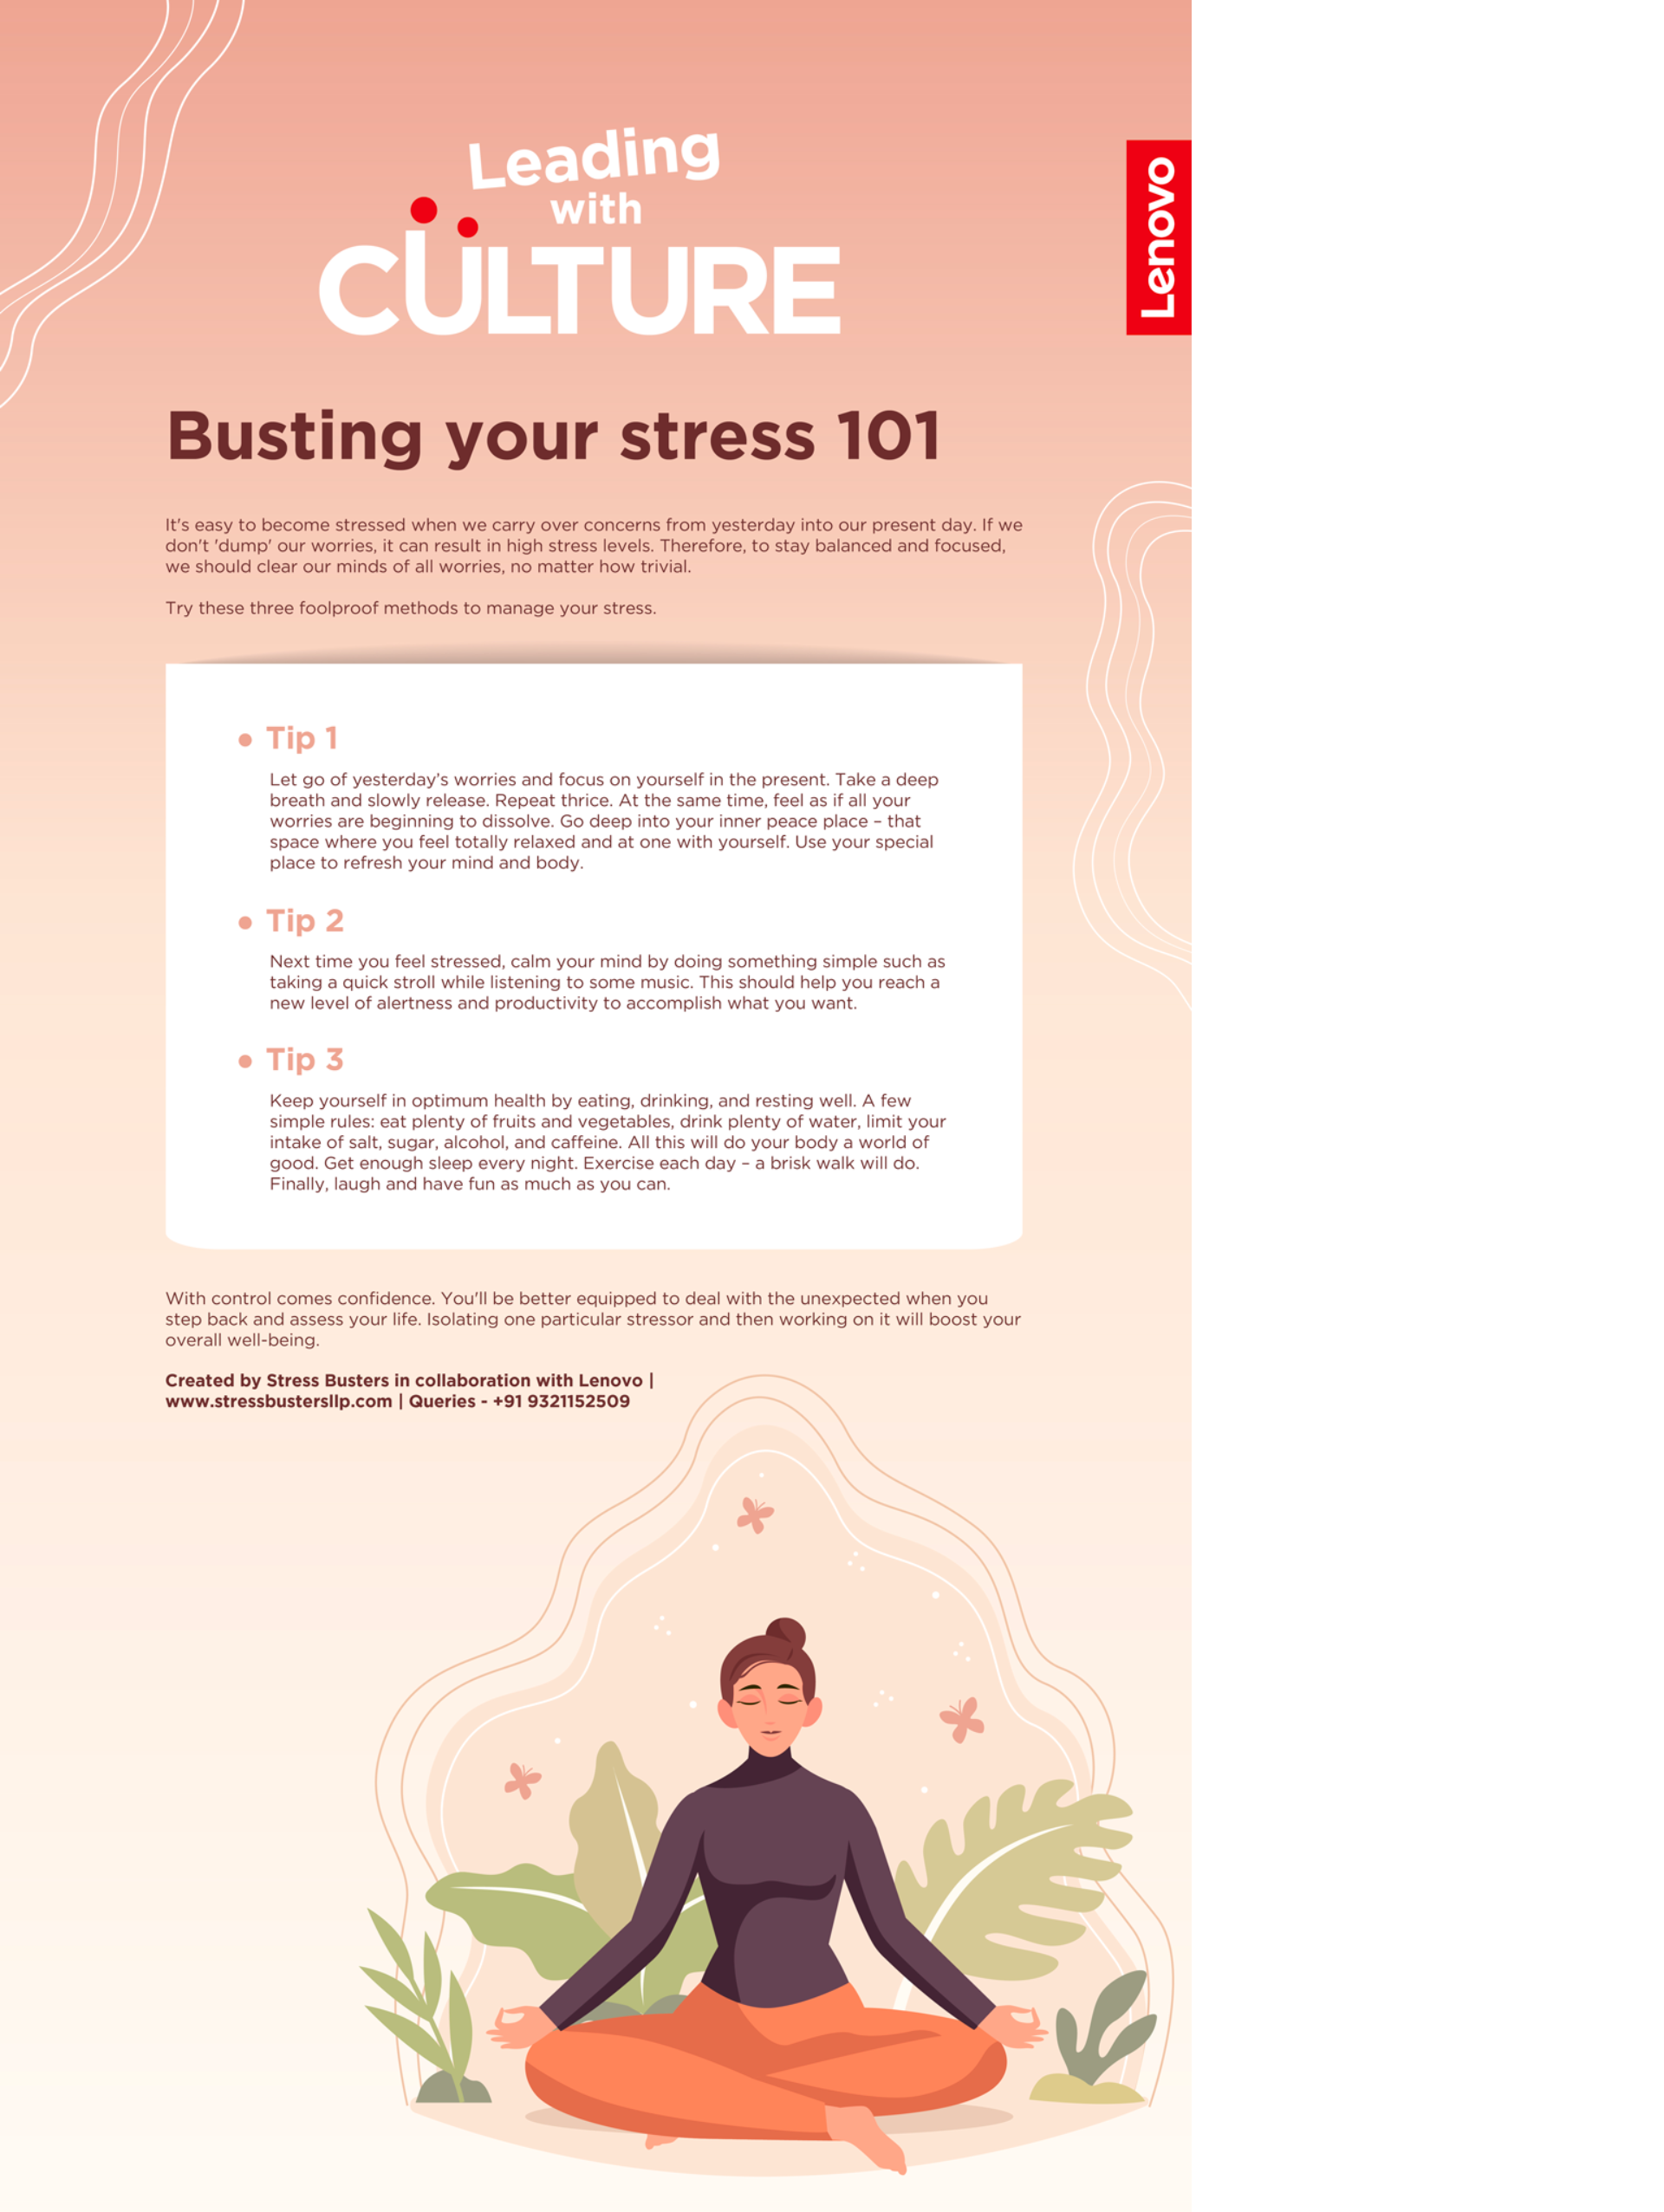 Leading
with
CÜLTURE
Lenovo
Busting your stress 101
It's easy to become stressed when we carry over concerns from yesterday into our present day. If we
don't 'dump' our worries, it can result in high stress levels. Therefore, to stay balanced and focused,
we should clear our minds of all worries, no matter how trivial.
Try these three foolproof methods to manage your stress.
• Tip 1
Let go of yesterday’s worries and focus on yourself in the present. Take a deep
breath and slowly release. Repeat thrice. At the same time, feel as if all your
worries are beginning to dissolve. Go deep into your inner peace place – that
space where you feel totally relaxed and at one with yourself. Use your special
place to refresh your mind and body.
• Tip 2
Next time you feel stressed, calm your mind by doing something simple such as
taking a quick stroll while listening to some music. This should help you reach a
new level of alertness and productivity to accomplish what you want.
• Tip 3
Keep yourself in optimum health by eating, drinking, and resting well. A few
simple rules: eat plenty of fruits and vegetables, drink plenty of water, limit your
intake of salt, sugar, alcohol, and caffeine. All this will do your body a world of
good. Get enough sleep every night. Exercise each day – a brisk walk will do.
Finally, laugh and have fun as much as you can.
With control comes confidence. You'll be better equipped to deal with the unexpected when you
step back and assess your life. Isolating one particular stressor and then working on it will boost your
overall well-being.
Created by Stress Busters in collaboration with Lenovo |
www.stressbustersllp.com | Queries - +91 9321152509